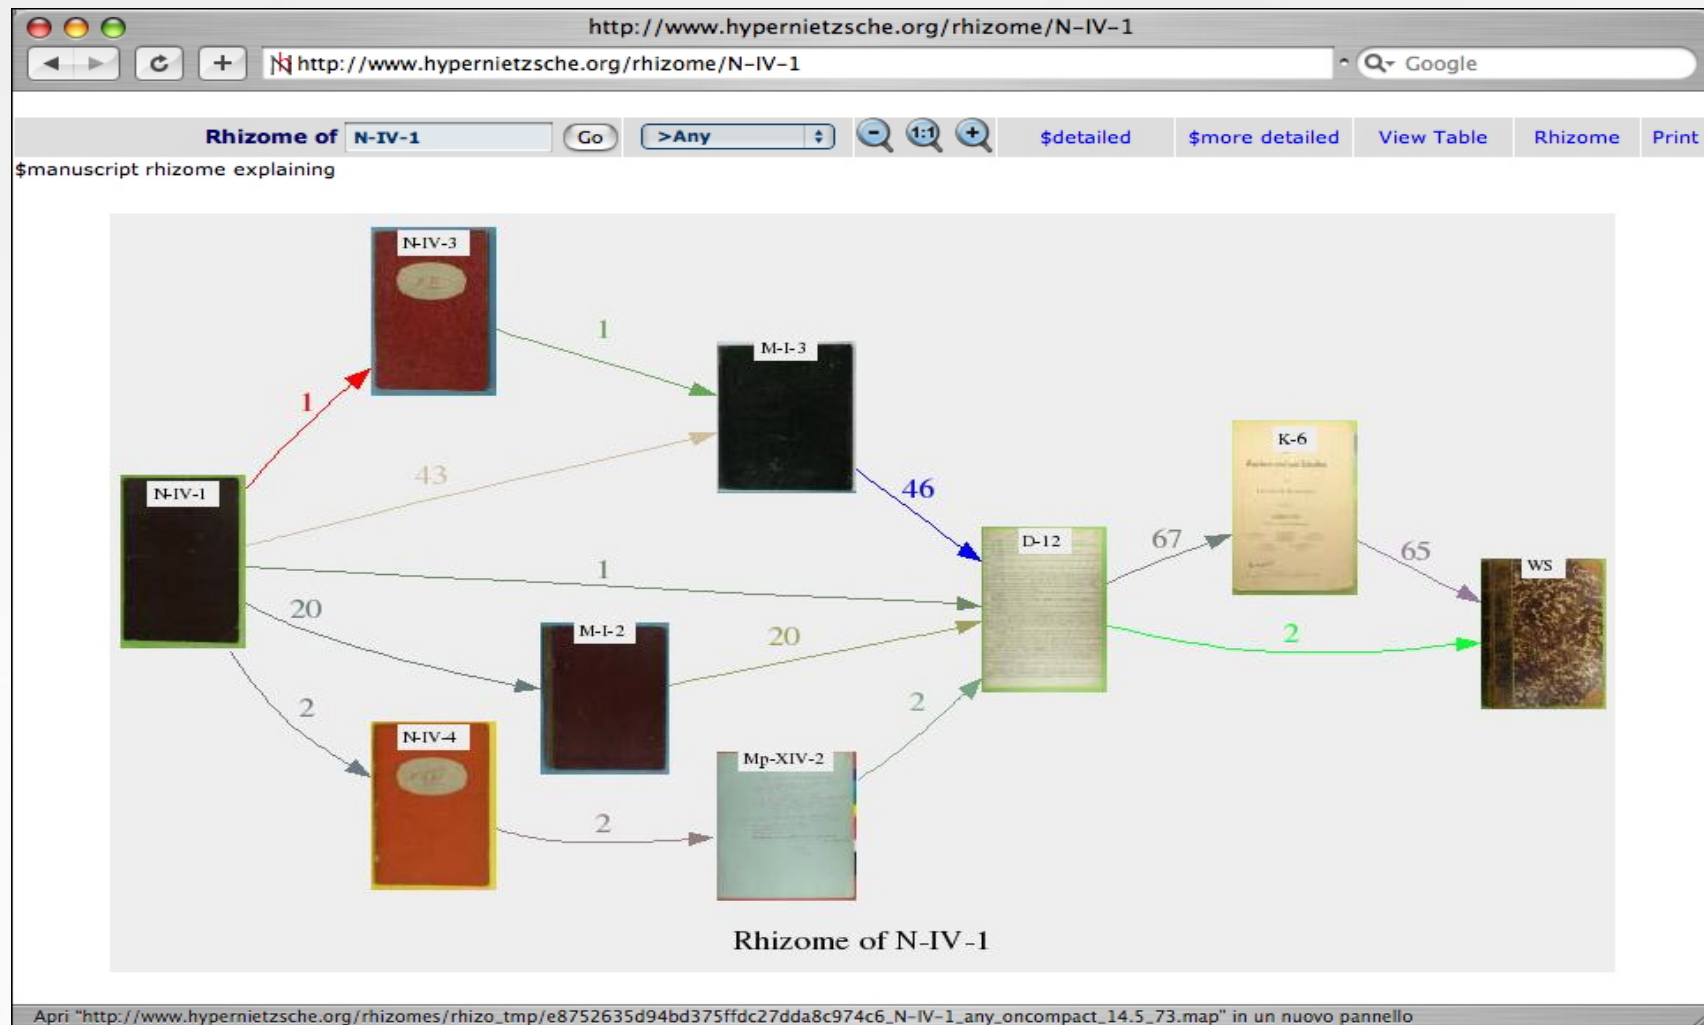 http://www.hypernietzsche.org/rhizome/N-IV-1
http://www.hypernietzsche.org/rhizome/N-IV-1
Google
Rhizome of N-IV-1 Go >Any - 1:1 + $detailed $more detailed View Table Rhizome Print
$manuscript rhizome explaining
N-IV-3
1
M-I-3
1
43
K-6
N-IV-1
46
D-12
67
65
WS
1
20
M-I-2
20
2
2
2
N-IV-4
Mp-XIV-2
2
Rhizome of N-IV-1
Apri "http://www.hypernietzsche.org/rhizomes/rhizo_tmp/e8752635d94bd375ffdc27dda8c974c6_N-IV-1_any_oncompact_14.5_73.map" in un nuovo pannello